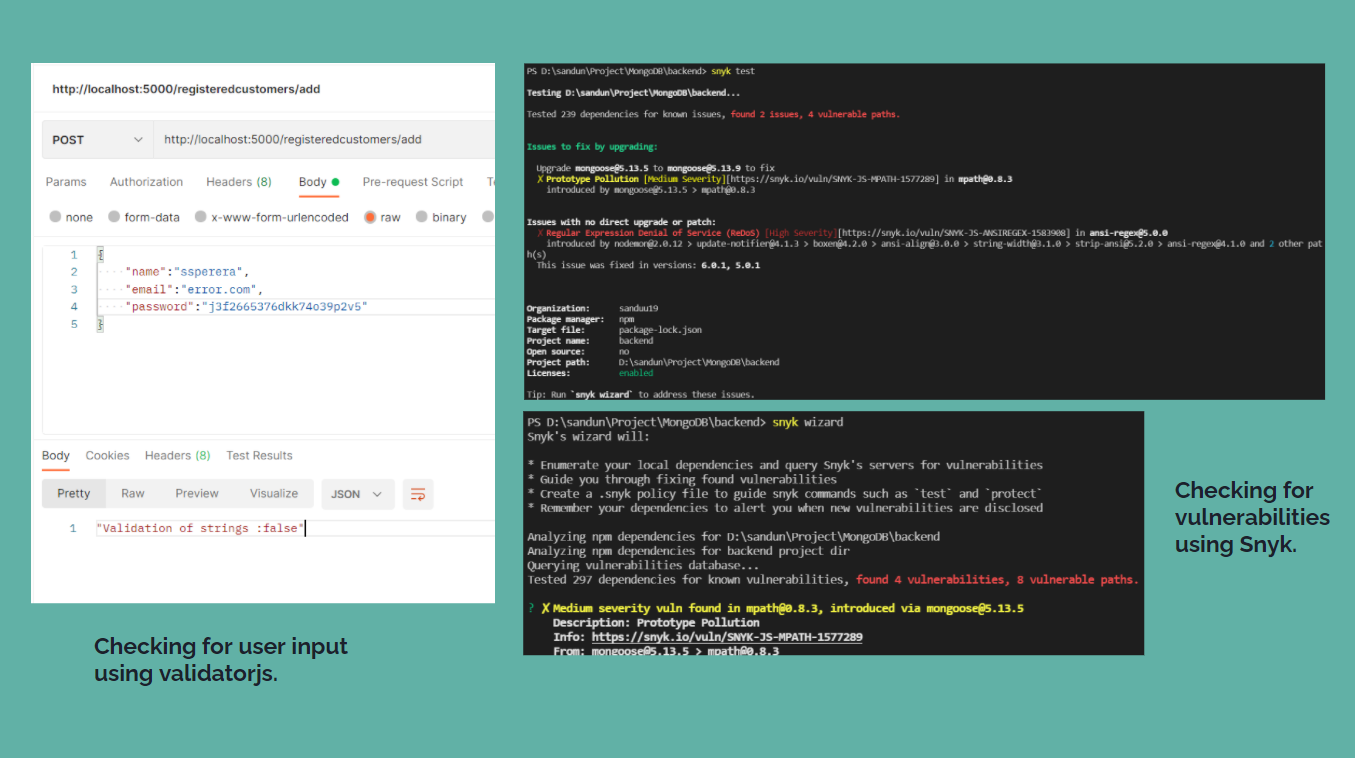 http://localhost:5000/registeredcustomers/add
POST http://localhost:5000/registeredcustomers/add
Params Authorization Headers (8) Body Pre-request Script
none form-data x-www-form-urlencoded raw binary
1 {
2 "name":"ssperera",
3 "email":"error.com",
4 "password":"j3f2665376dkk74o39p2v5"
5 }
Body Cookies Headers (8) Test Results
Pretty Raw Preview Visualize JSON
1 "Validation of strings :false"
Checking for user input
using validatorjs.
PS D:\sandun\Project\MongoDB\backend> snyk test
Testing D:\sandun\Project\MongoDB\backend...
Tested 239 dependencies for known issues, found 2 issues, 4 vulnerable paths.
Issues to fix by upgrading:
Upgrade mongoose@5.13.5 to mongoose@5.13.9 to fix
✗ Prototype Pollution [Medium Severity][https://snyk.io/vuln/SNYK-JS-MPATH-1577289] in mpath@0.8.3
introduced by mongoose@5.13.5 > mpath@0.8.3
Issues with no direct upgrade or patch:
✗ Regular Expression Denial of Service (ReDoS) [High Severity][https://snyk.io/vuln/SNYK-JS-ANSIREGEX-1583908] in ansi-regex@5.0.0
introduced by nodemon@2.0.12 > update-notifier@4.1.3 > boxen@4.2.0 > ansi-align@3.0.0 > string-width@3.1.0 > strip-ansi@5.2.0 > ansi-regex@4.1.0 and 2 other pat
h(s)
This issue was fixed in versions: 6.0.1, 5.0.1
Organization: sanduu19
Package manager: npm
Target file: package-lock.json
Project name: backend
Open source: no
Project path: D:\sandun\Project\MongoDB\backend
Licenses: enabled
Tip: Run `snyk wizard` to address these issues.
PS D:\sandun\Project\MongoDB\backend> snyk wizard
Snyk's wizard will:
* Enumerate your local dependencies and query Snyk's servers for vulnerabilities
* Guide you through fixing found vulnerabilities
* Create a .snyk policy file to guide snyk commands such as `test` and `protect`
* Remember your dependencies to alert you when new vulnerabilities are disclosed
Analyzing npm dependencies for D:\sandun\Project\MongoDB\backend
Analyzing npm dependencies for backend project dir
Querying vulnerabilities database...
Tested 297 dependencies for known vulnerabilities, found 4 vulnerabilities, 8 vulnerable paths.
? ✗ Medium severity vuln found in mpath@0.8.3, introduced via mongoose@5.13.5
Description: Prototype Pollution
Info: https://snyk.io/vuln/SNYK-JS-MPATH-1577289
From: mongoose@5.13.5 > mpath@0.8.3
Checking for
vulnerabilities
using Snyk.